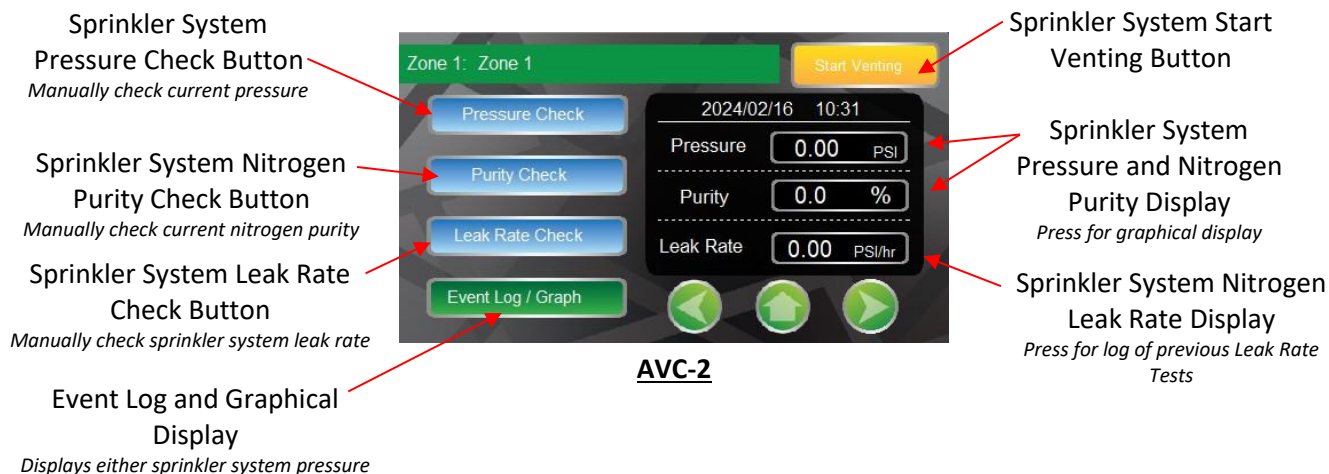 Sprinkler System
Pressure Check Button
Manually check current pressure
Sprinkler System Nitrogen
Purity Check Button
Manually check current nitrogen purity
Sprinkler System Leak Rate
Check Button
Manually check sprinkler system leak rate
Event Log and Graphical
Display
Displays either sprinkler system pressure
Zone 1: Zone 1
Start Venting
Pressure Check
Purity Check
Leak Rate Check
Event Log / Graph
2024/02/16 10:31
Pressure 0.00 PSI
Purity 0.0 %
Leak Rate 0.00 PSI/hr
AVC-2
Sprinkler System Start
Venting Button
Sprinkler System
Pressure and Nitrogen
Purity Display
Press for graphical display
Sprinkler System Nitrogen
Leak Rate Display
Press for log of previous Leak Rate
Tests